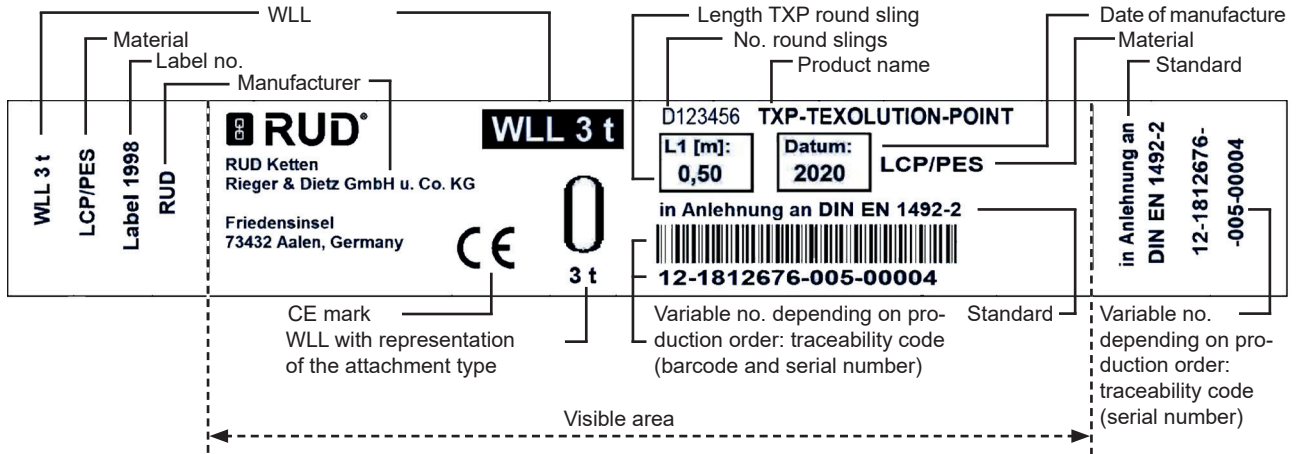 WLL
Material
Label no.
Manufacturer
Length TXP round sling
No. round slings
Product name
Date of manufacture
Material
Standard
WLL 3 t
LCP/PES
Label 1998
RUD
RUD
RUD Ketten
Rieger & Dietz GmbH u. Co. KG
Friedensinsel
73432 Aalen, Germany
CE
WLL 3 t
3 t
D123456 TXP-TEXOLUTION-POINT
L1 [m]:
0,50
Datum:
2020
LCP/PES
in Anlehnung an DIN EN 1492-2
12-1812676-005-00004
in Anlehnung an
DIN EN 1492-2
12-1812676-
-005-00004
CE mark
WLL with representation
of the attachment type
Variable no. depending on pro-
duction order: traceability code
(barcode and serial number)
Standard
Variable no.
depending on pro-
duction order:
traceability code
(serial number)
Visible area